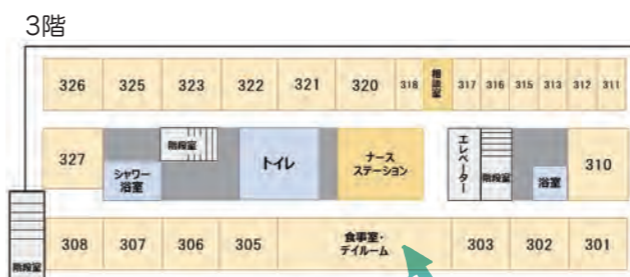 3階
326 325 323 322 321 320 318 相談室 317 316 315 313 312 311
327
階段室
シャワー
浴室
トイレ
ナース
ステーション
エレベーター
階段室
浴室
310
階段室
308 307 306 305
食事室・
デイルーム
303 302 301